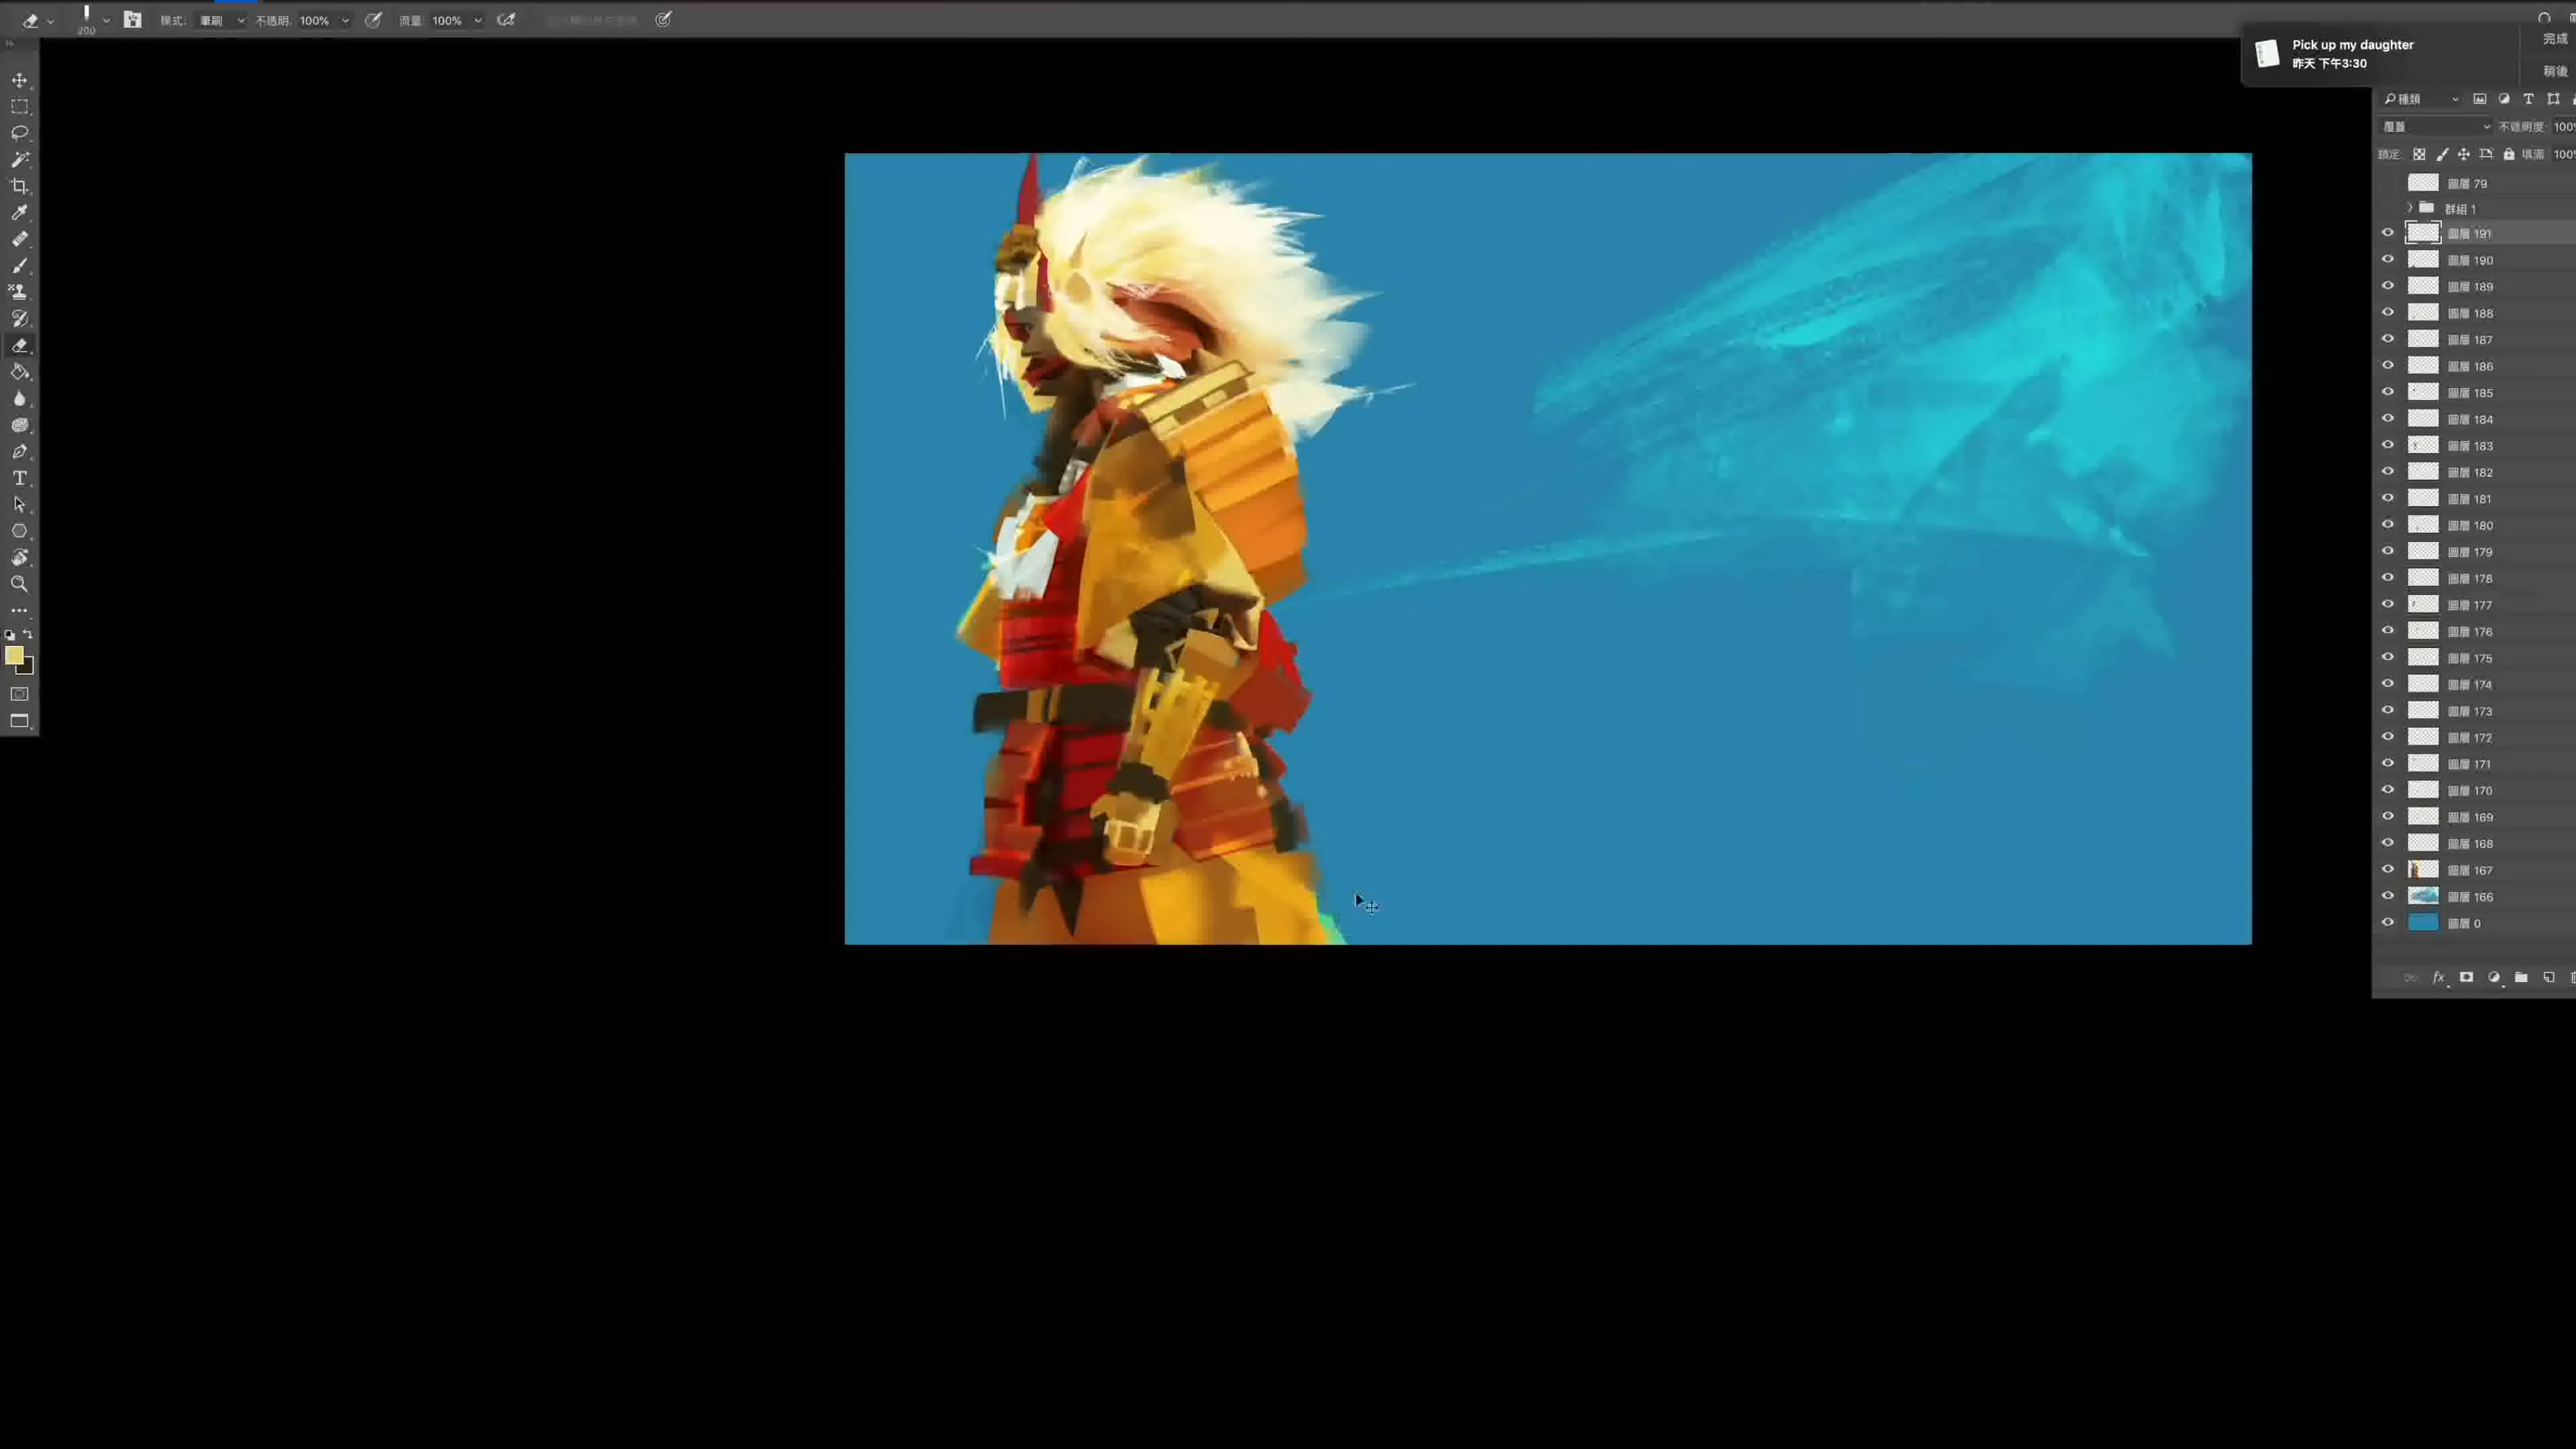 模式: 筆刷 不透明: 100% 流量: 100%
200
Pick up my daughter
昨天 下午3:30
完成
稍後
種類
覆蓋 不透明度: 100%
鎖定: 填滿: 100%
圖層 79
群組 1
圖層 191
圖層 190
圖層 189
圖層 188
圖層 187
圖層 186
圖層 185
圖層 184
圖層 183
圖層 182
圖層 181
圖層 180
圖層 179
圖層 178
圖層 177
圖層 176
圖層 175
圖層 174
圖層 173
圖層 172
圖層 171
圖層 170
圖層 169
圖層 168
圖層 167
圖層 166
圖層 0
fx